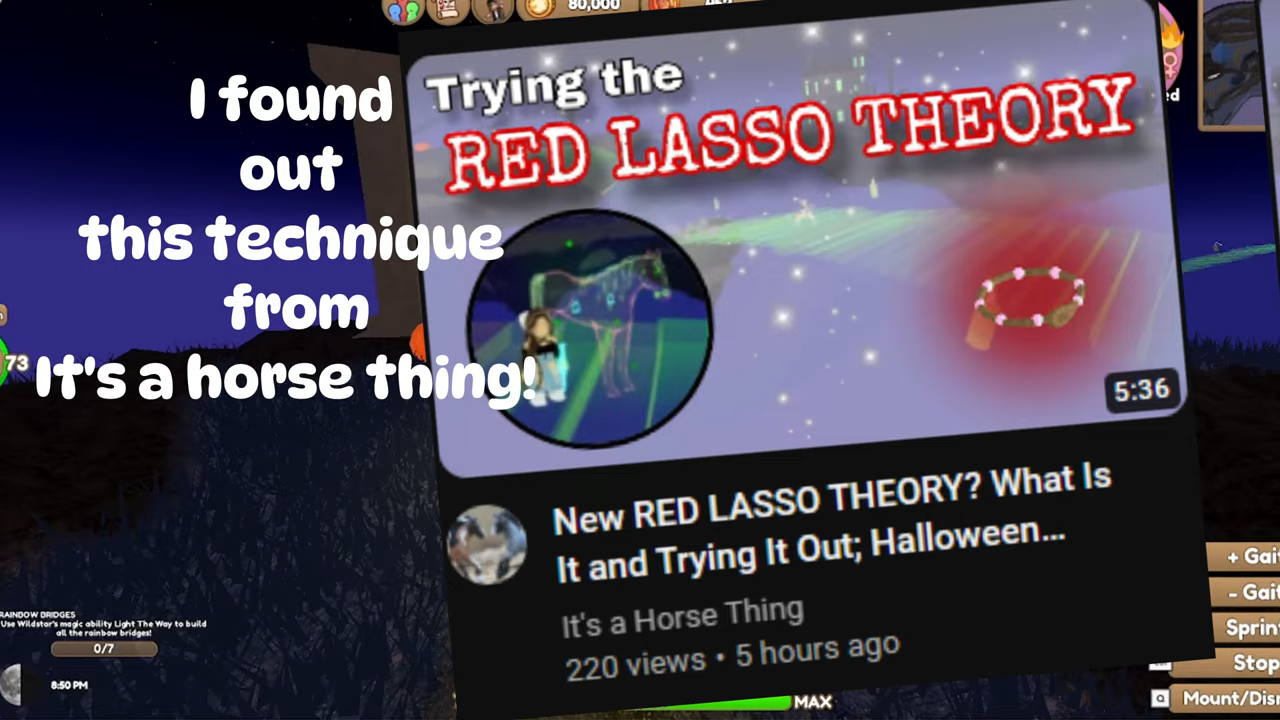 80,000
I found
out
this technique
from
It's a horse thing!
Trying the
RED LASSO THEORY
5:36
New RED LASSO THEORY? What Is
It and Trying It Out; Halloween...
It's a Horse Thing
220 views • 5 hours ago
73
RAINBOW BRIDGES
Use Wildstar's magic ability Light The Way to build
all the rainbow bridges!
0/7
8:50 PM
MAX
+ Gai
- Gai
Sprin
Stop
Q Mount/Dis